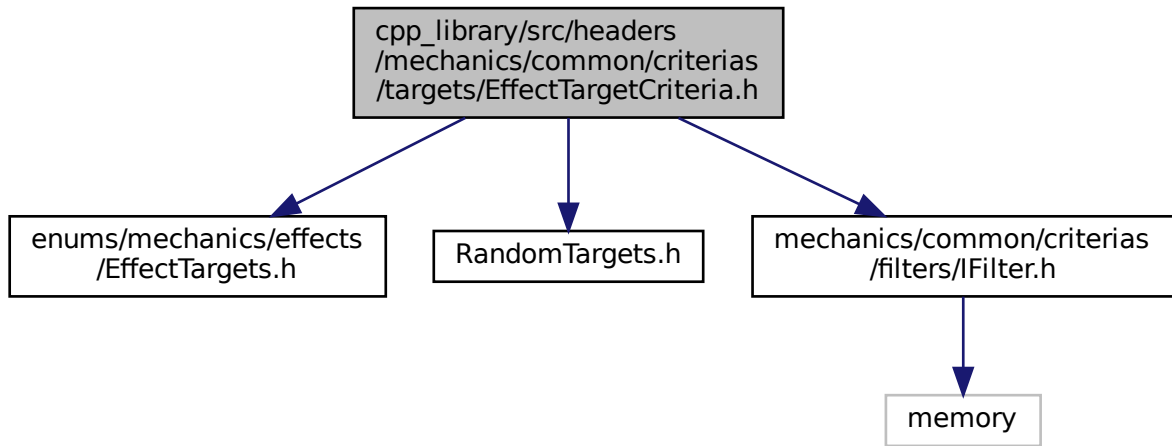 cpp_library/src/headers
/mechanics/common/criterias
/targets/EffectTargetCriteria.h
enums/mechanics/effects
/EffectTargets.h
RandomTargets.h
mechanics/common/criterias
/filters/IFilter.h
memory